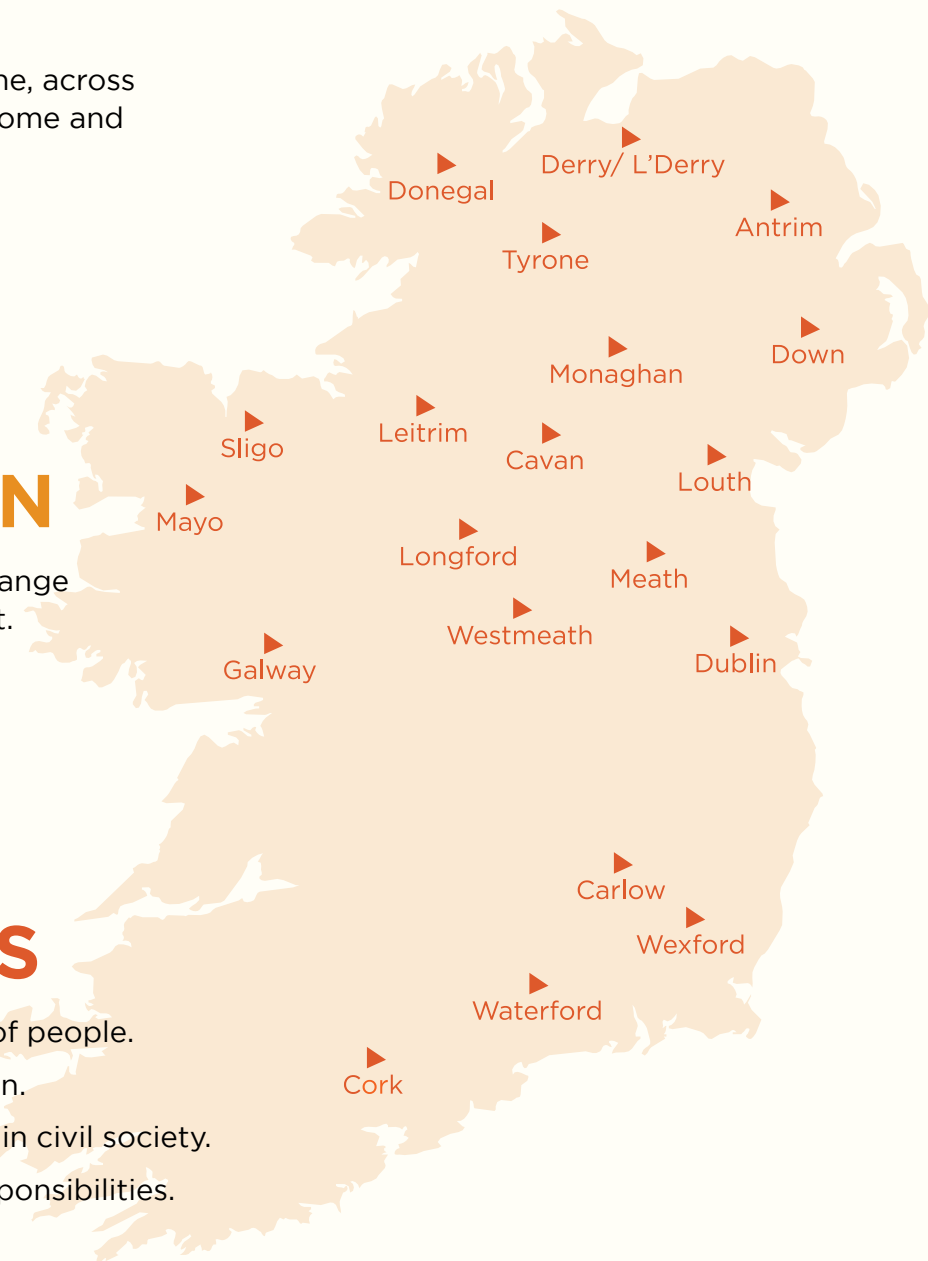 ne, across
ome and
Derry/ L'Derry
Donegal
Antrim
Tyrone
Down
Monaghan
Leitrim
Sligo
Cavan
Louth
N
Mayo
Longford
ange
Meath
t.
Westmeath
Dublin
Galway
Carlow
S
Wexford
Waterford
of people.
n.
Cork
in civil society.
ponsibilities.